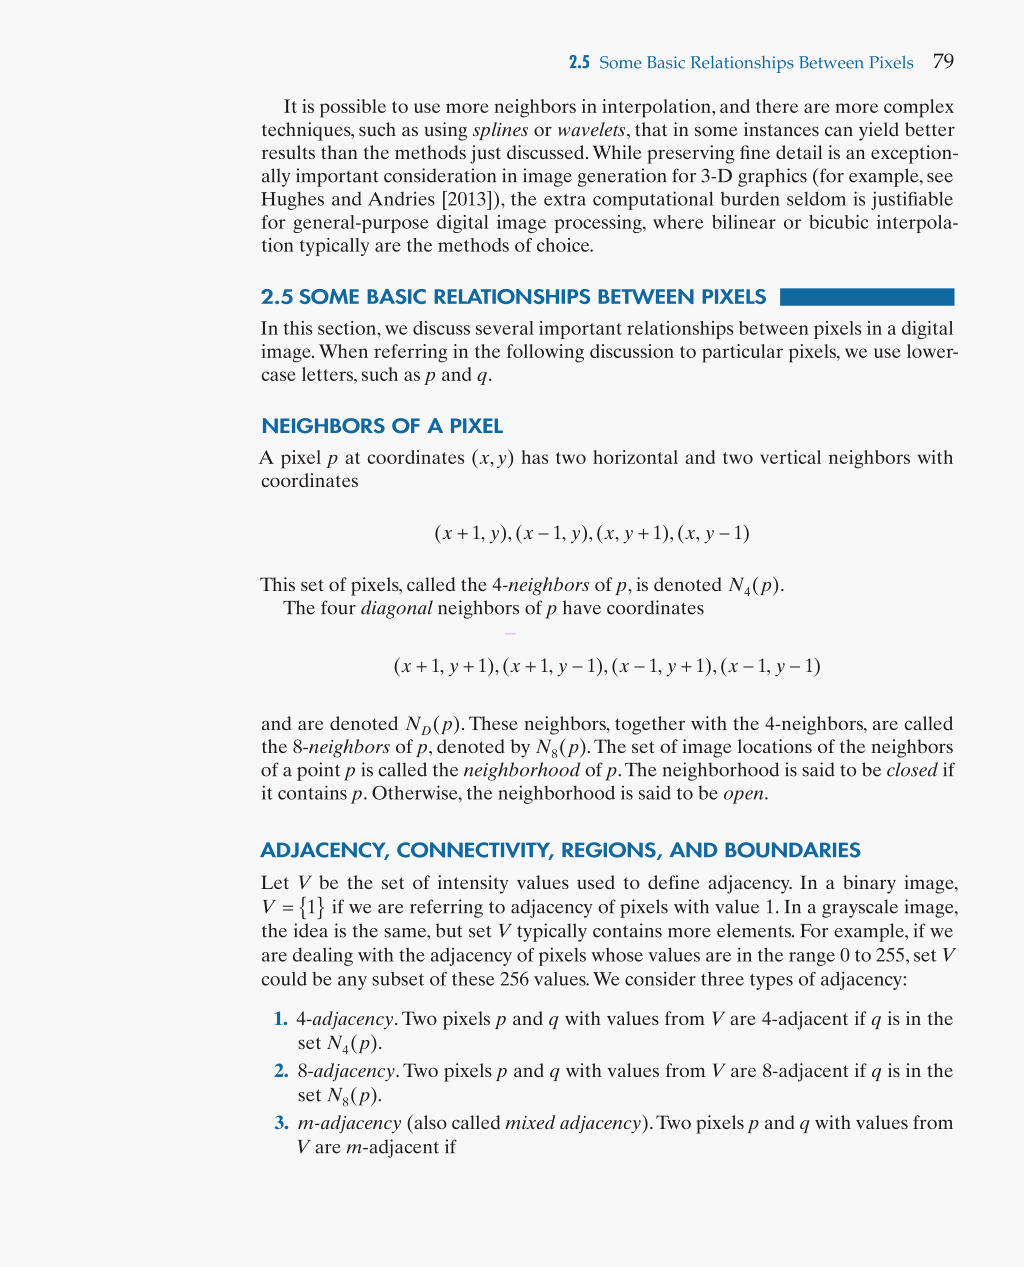 2.5 Some Basic Relationships Between Pixels 79
It is possible to use more neighbors in interpolation, and there are more complex
techniques, such as using splines or wavelets, that in some instances can yield better
results than the methods just discussed. While preserving fine detail is an exception-
ally important consideration in image generation for 3-D graphics (for example, see
Hughes and Andries [2013]), the extra computational burden seldom is justifiable
for general-purpose digital image processing, where bilinear or bicubic interpola-
tion typically are the methods of choice.
2.5 SOME BASIC RELATIONSHIPS BETWEEN PIXELS
In this section, we discuss several important relationships between pixels in a digital
image. When referring in the following discussion to particular pixels, we use lower-
case letters, such as p and q.
NEIGHBORS OF A PIXEL
A pixel p at coordinates (x, y) has two horizontal and two vertical neighbors with
coordinates
(x + 1, y), (x − 1, y), (x, y + 1), (x, y − 1)
This set of pixels, called the 4-neighbors of p, is denoted N₄(p).
The four diagonal neighbors of p have coordinates
(x + 1, y + 1), (x + 1, y − 1), (x − 1, y + 1), (x − 1, y − 1)
and are denoted N_D(p). These neighbors, together with the 4-neighbors, are called
the 8-neighbors of p, denoted by N₈(p). The set of image locations of the neighbors
of a point p is called the neighborhood of p. The neighborhood is said to be closed if
it contains p. Otherwise, the neighborhood is said to be open.
ADJACENCY, CONNECTIVITY, REGIONS, AND BOUNDARIES
Let V be the set of intensity values used to define adjacency. In a binary image,
V = {1} if we are referring to adjacency of pixels with value 1. In a grayscale image,
the idea is the same, but set V typically contains more elements. For example, if we
are dealing with the adjacency of pixels whose values are in the range 0 to 255, set V
could be any subset of these 256 values. We consider three types of adjacency:
1. 4-adjacency. Two pixels p and q with values from V are 4-adjacent if q is in the
set N₄(p).
2. 8-adjacency. Two pixels p and q with values from V are 8-adjacent if q is in the
set N₈(p).
3. m-adjacency (also called mixed adjacency). Two pixels p and q with values from
V are m-adjacent if